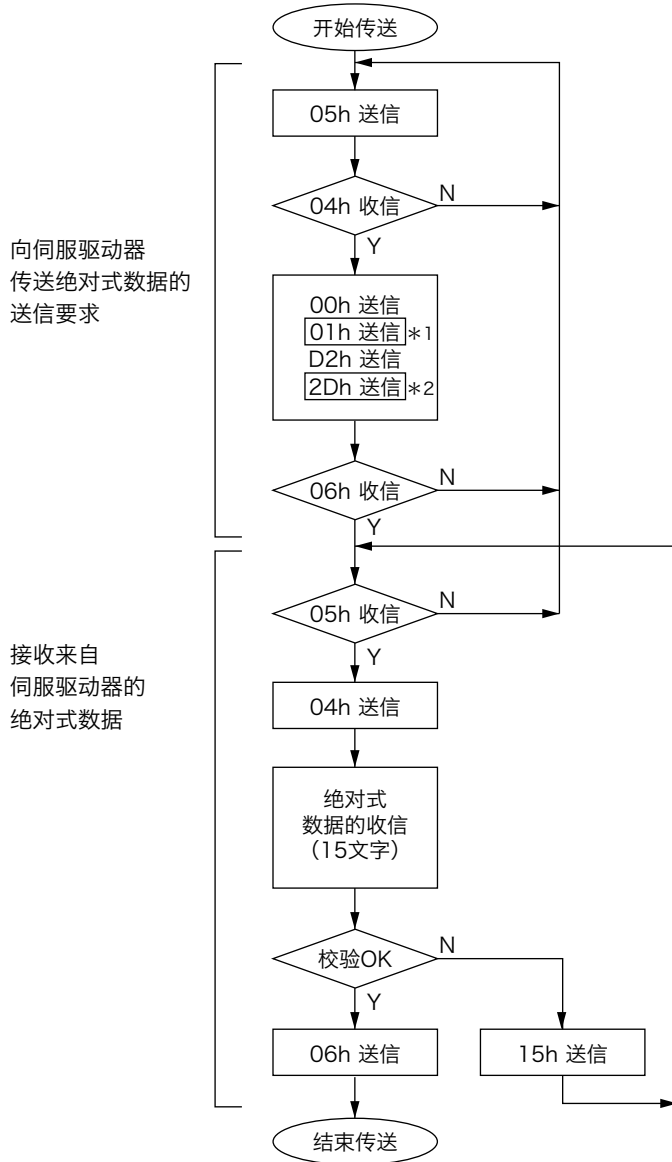 开始传送
05h 送信
04h 收信
N
Y
向伺服驱动器
传送绝对式数据的
送信要求
00h 送信
01h 送信 *1
D2h 送信
2Dh 送信 *2
06h 收信
N
Y
05h 收信
N
Y
接收来自
伺服驱动器的
绝对式数据
04h 送信
绝对式
数据的收信
（15文字）
校验OK
N
Y
06h 送信
15h 送信
结束传送